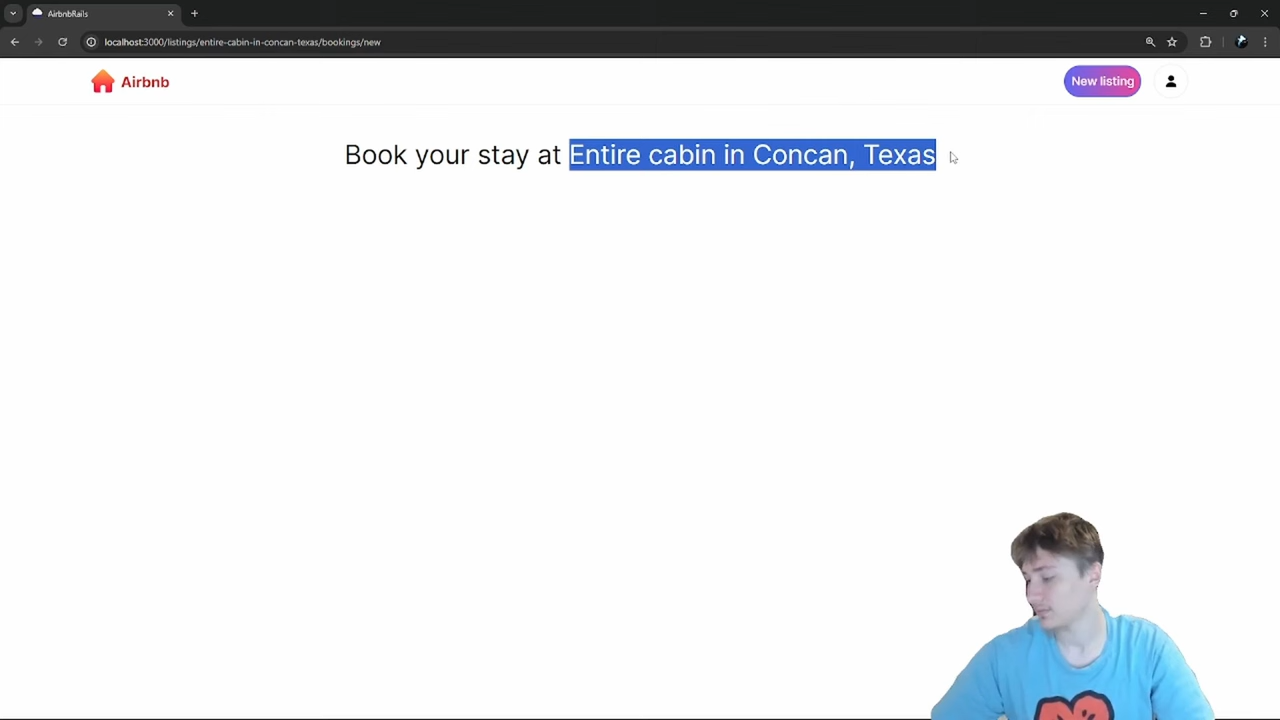 AirbnbRails
localhost:3000/listings/entire-cabin-in-concan-texas/bookings/new
Airbnb
New listing
Book your stay at Entire cabin in Concan, Texas